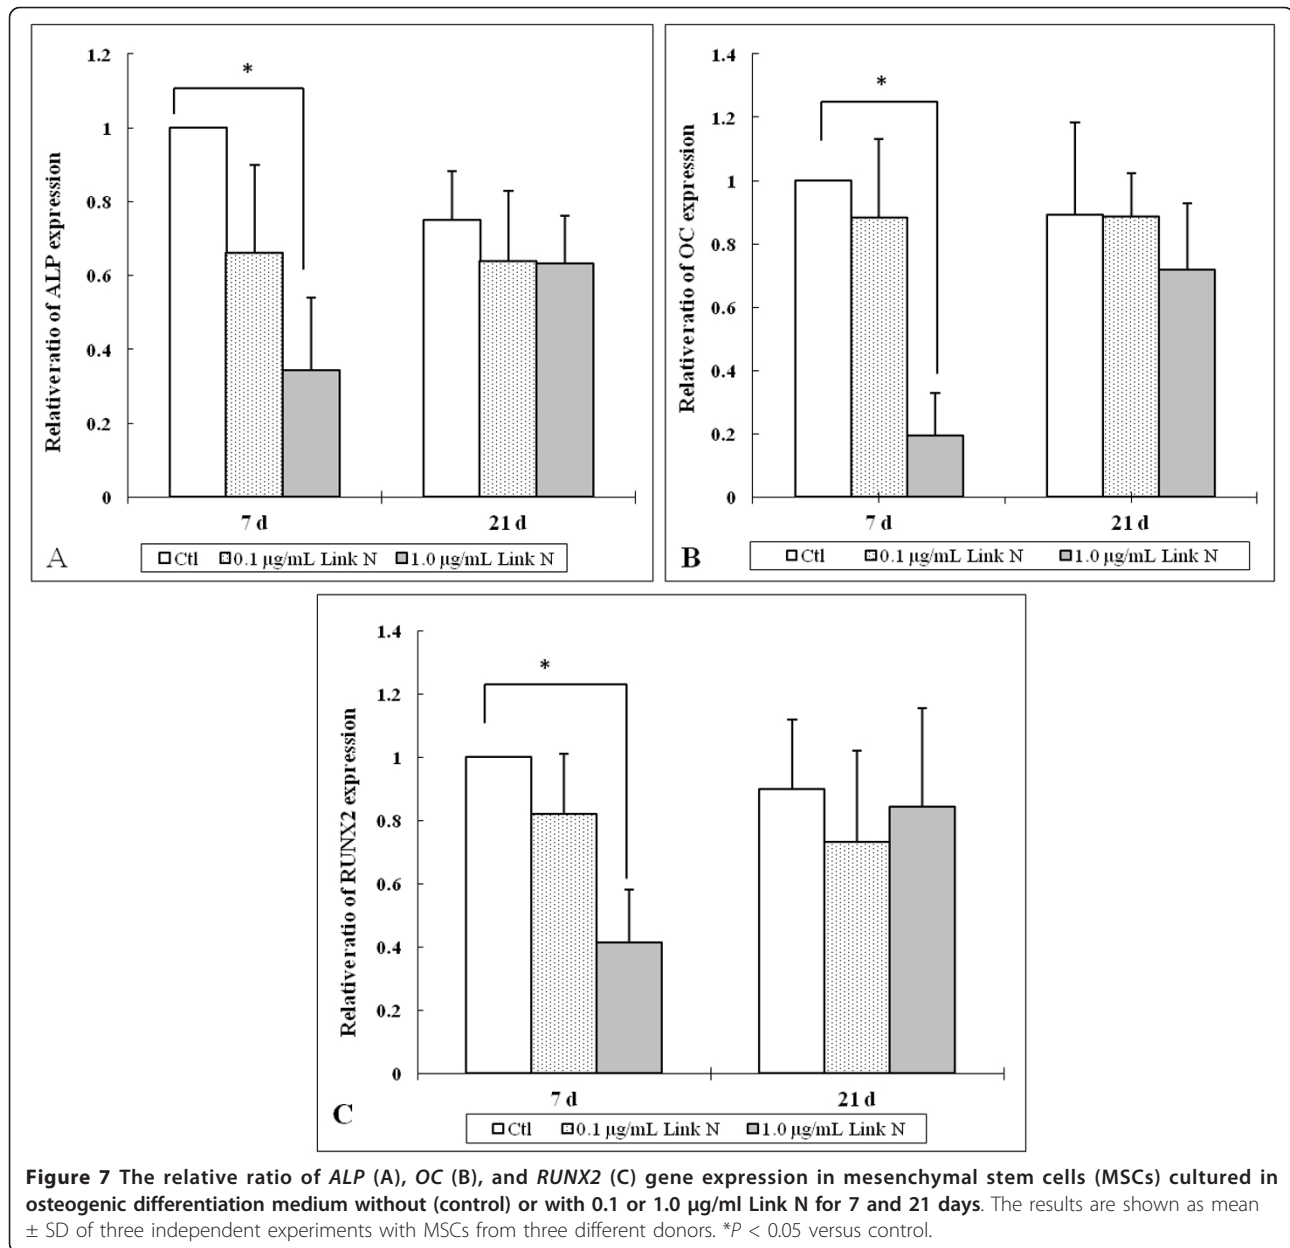 1.2
1
0.8
0.6
0.4
0.2
0
Relative ratio of ALP expression
*
7 d 21 d
A
Ctl 0.1 µg/mL Link N 1.0 µg/mL Link N
1.4
1.2
1
0.8
0.6
0.4
0.2
0
Relative ratio of OC expression
*
7 d 21 d
B
Ctl 0.1 µg/mL Link N 1.0 µg/mL Link N
1.4
1.2
1
0.8
0.6
0.4
0.2
0
Relative ratio of RUNX2 expression
*
7 d 21 d
C
Ctl 0.1 µg/mL Link N 1.0 µg/mL Link N
Figure 7 The relative ratio of ALP (A), OC (B), and RUNX2 (C) gene expression in mesenchymal stem cells (MSCs) cultured in
osteogenic differentiation medium without (control) or with 0.1 or 1.0 µg/ml Link N for 7 and 21 days. The results are shown as mean
± SD of three independent experiments with MSCs from three different donors. *P < 0.05 versus control.